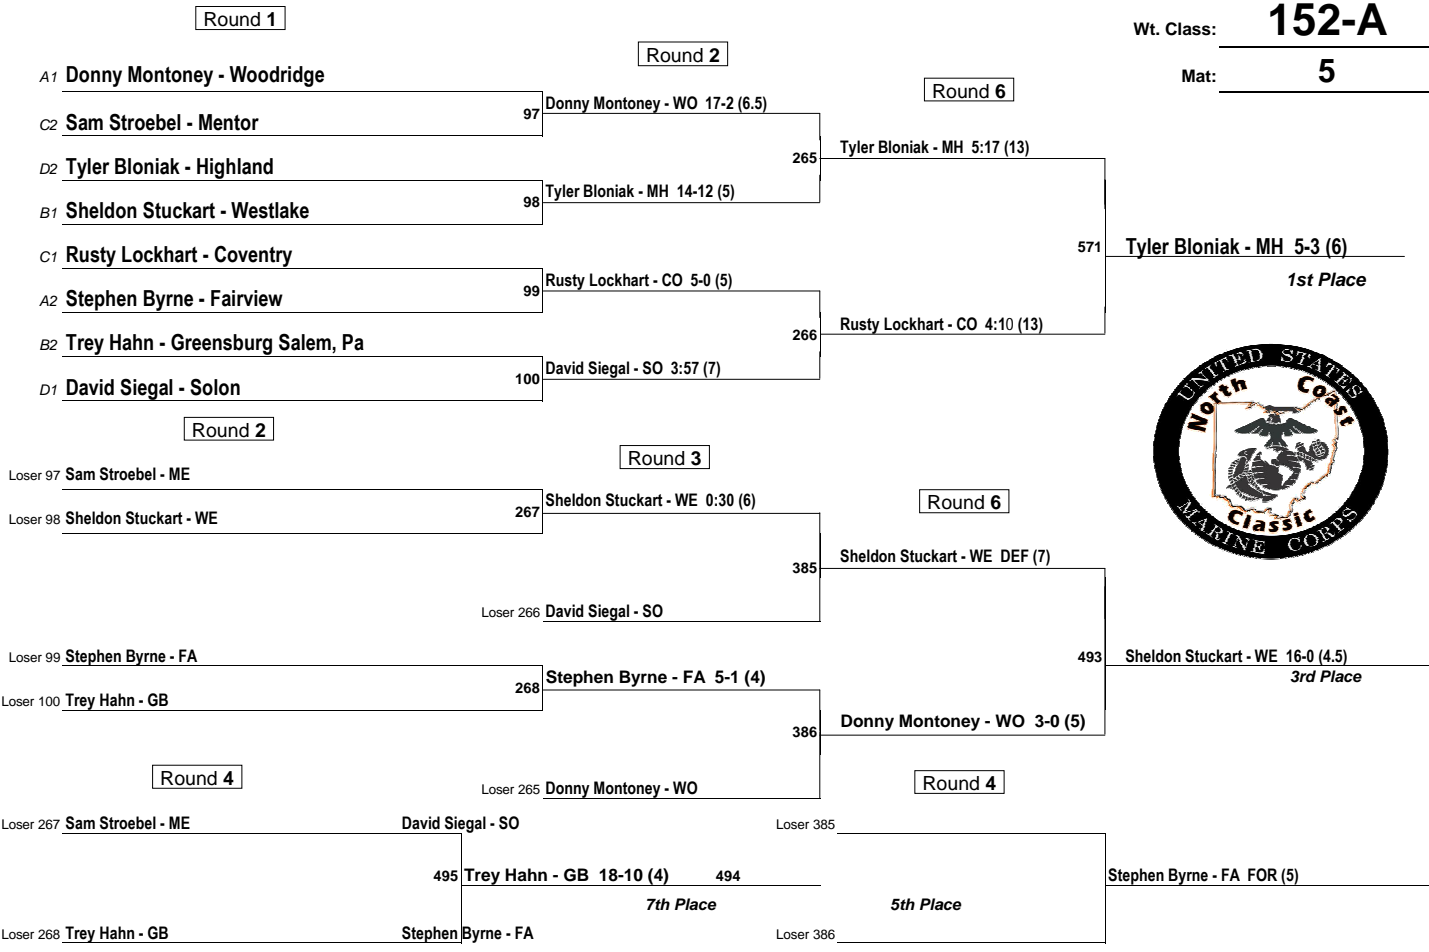 Round 1
Wt. Class: 152-A
Round 2
Mat: 5
A1 Donny Montoney - Woodridge
Round 6
97 Donny Montoney - WO 17-2 (6.5)
C2 Sam Stroebel - Mentor
265 Tyler Bloniak - MH 5:17 (13)
D2 Tyler Bloniak - Highland
98 Tyler Bloniak - MH 14-12 (5)
B1 Sheldon Stuckart - Westlake
571 Tyler Bloniak - MH 5-3 (6)
C1 Rusty Lockhart - Coventry
1st Place
99 Rusty Lockhart - CO 5-0 (5)
A2 Stephen Byrne - Fairview
266 Rusty Lockhart - CO 4:10 (13)
B2 Trey Hahn - Greensburg Salem, Pa
100 David Siegal - SO 3:57 (7)
D1 David Siegal - Solon
UNITED STATES
North Coast
Classic
MARINE CORPS
Round 2
Round 3
Loser 97 Sam Stroebel - ME
267 Sheldon Stuckart - WE 0:30 (6)
Round 6
Loser 98 Sheldon Stuckart - WE
385 Sheldon Stuckart - WE DEF (7)
Loser 266 David Siegal - SO
Loser 99 Stephen Byrne - FA
493 Sheldon Stuckart - WE 16-0 (4.5)
3rd Place
268 Stephen Byrne - FA 5-1 (4)
Loser 100 Trey Hahn - GB
386 Donny Montoney - WO 3-0 (5)
Round 4
Loser 265 Donny Montoney - WO
Round 4
Loser 267 Sam Stroebel - ME
David Siegal - SO
Loser 385
495 Trey Hahn - GB 18-10 (4)
494
Stephen Byrne - FA FOR (5)
7th Place
5th Place
Loser 268 Trey Hahn - GB
Stephen Byrne - FA
Loser 386